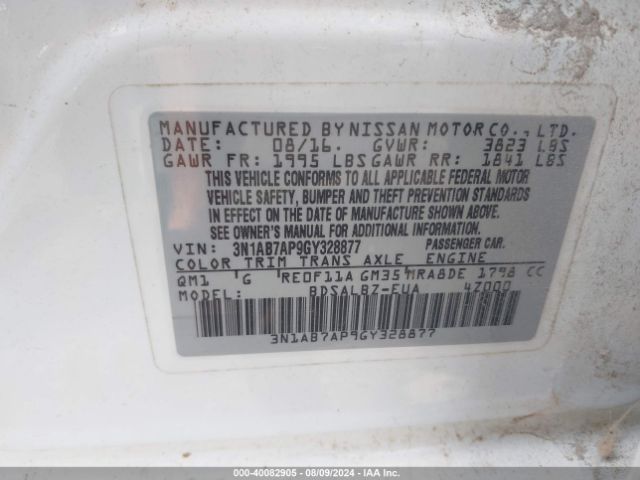 MANUFACTURED BY NISSAN MOTOR CO., LTD.
DATE: 08/16. GVWR: 3823 LBS
GAWR FR: 1995 LBS GAWR RR: 1841 LBS
THIS VEHICLE CONFORMS TO ALL APPLICABLE FEDERAL MOTOR
VEHICLE SAFETY, BUMPER AND THEFT PREVENTION STANDARDS
IN EFFECT ON THE DATE OF MANUFACTURE SHOWN ABOVE.
SEE OWNER'S MANUAL FOR ADDITIONAL INFORMATION.
VIN: 3N1AB7AP9GY328877 PASSENGER CAR.
COLOR TRIM TRANS AXLE ENGINE
QM1 G RE0F11A GM35 MRA8DE 1798 CC
MODEL: BDSALBZ-EUA 4Z000
3N1AB7AP9GY328877
000-40082905 - 08/09/2024 - IAA Inc.